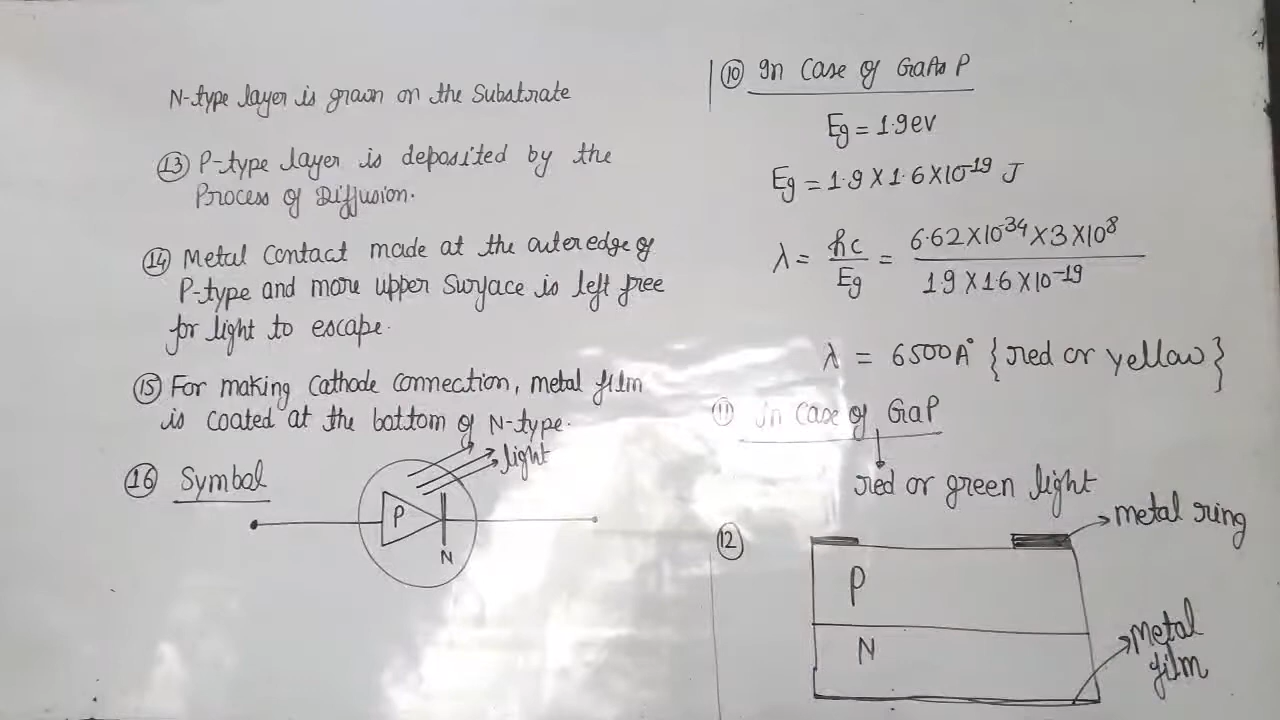 N-type layer is grown on the Substrate
(13) P-type layer is deposited by the
Process of Diffusion.
(14) Metal Contact made at the outer edge of
P-type and more upper Surface is left free
for light to escape.
(15) For making Cathode Connection, metal film
is coated at the bottom of N-type.
(16) Symbol
light
P
N
(10) In Case of GaAs P
Eg = 1.9ev
Eg = 1.9 X 1.6 X 10⁻¹⁹ J
λ = hc/Eg = 6.62 X 10⁻³⁴ X 3 X 10⁸ / 1.9 X 1.6 X 10⁻¹⁹
λ = 6500A° {red or yellow}
(11) In Case of GaP
red or green light
(12)
metal ring
P
N
Metal
film